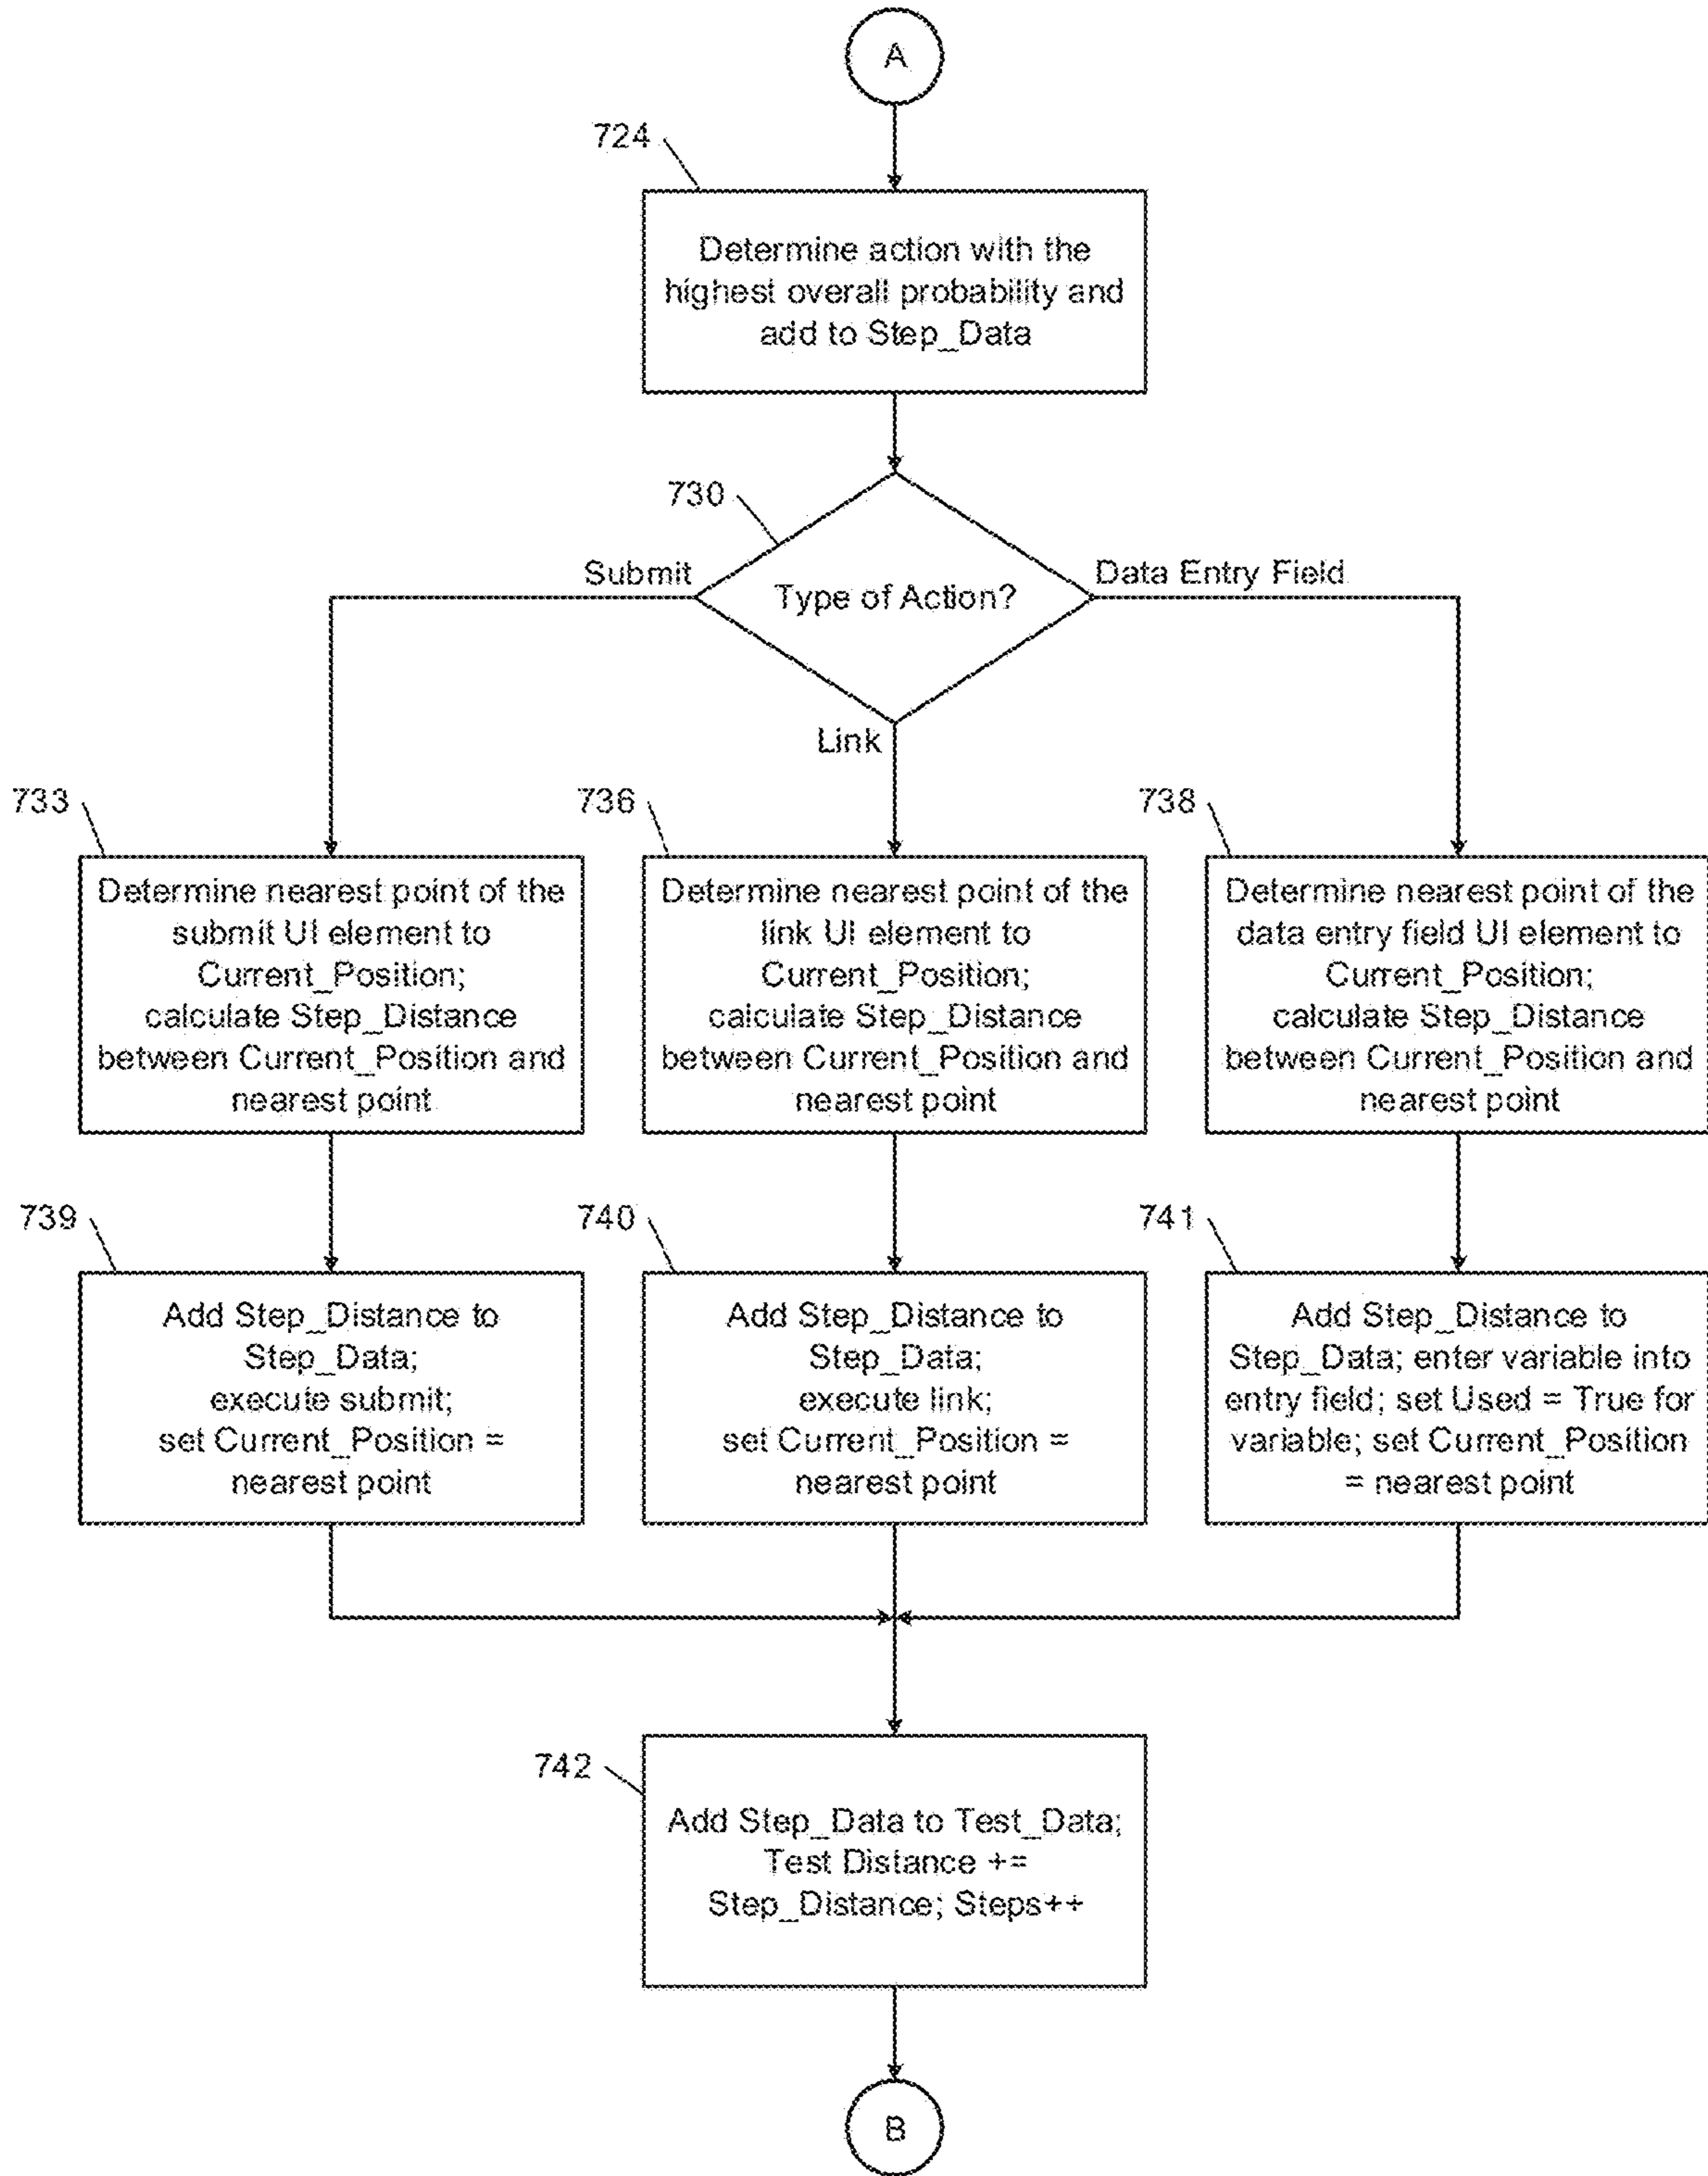 A
724
Determine action with the
highest overall probability and
add to Step_Data
730
Submit
Type of Action?
Data Entry Field
Link
733
Determine nearest point of the
submit UI element to
Current_Position;
calculate Step_Distance
between Current_Position and
nearest point
736
Determine nearest point of the
link UI element to
Current_Position;
calculate Step_Distance
between Current_Position and
nearest point
738
Determine nearest point of the
data entry field UI element to
Current_Position;
calculate Step_Distance
between Current_Position and
nearest point
739
Add Step_Distance to
Step_Data;
execute submit;
set Current_Position =
nearest point
740
Add Step_Distance to
Step_Data;
execute link;
set Current_Position =
nearest point
741
Add Step_Distance to
Step_Data; enter variable into
entry field; set Used = True for
variable; set Current_Position
= nearest point
742
Add Step_Data to Test_Data;
Test Distance +=
Step_Distance; Steps++
B